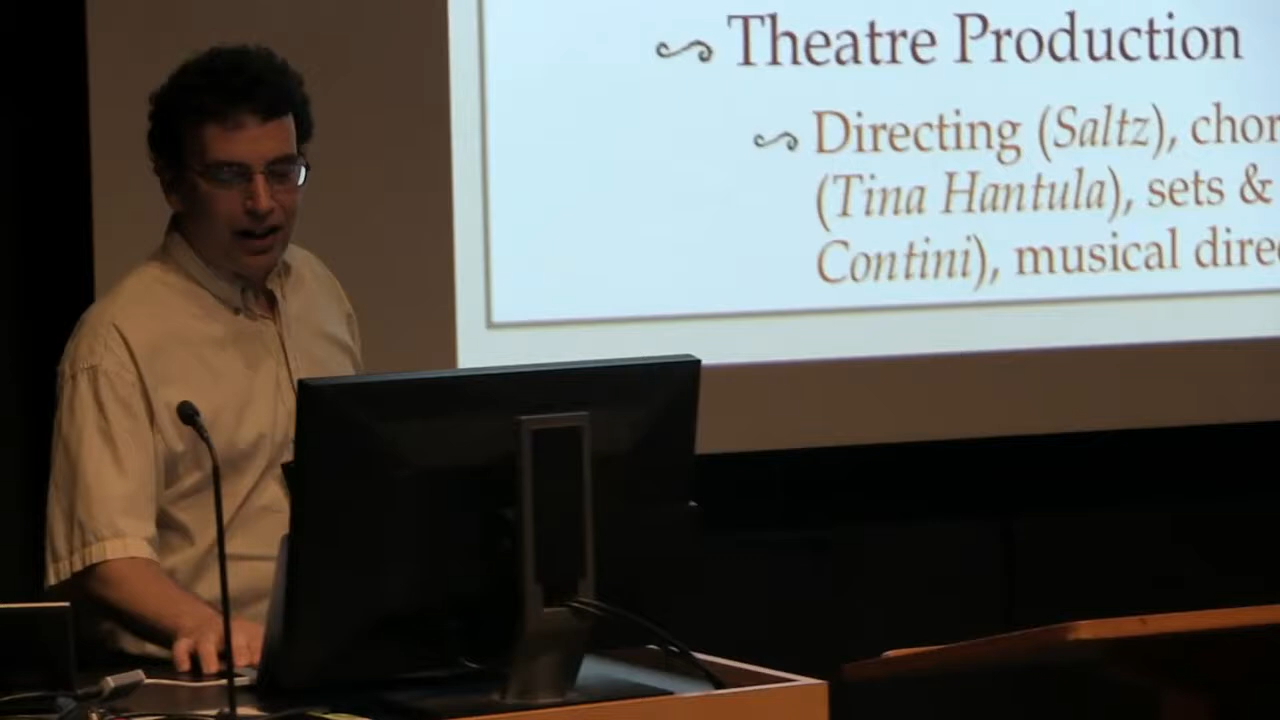 Theatre Production
Directing (Saltz), chor
(Tina Hantula), sets &
Contini), musical dire